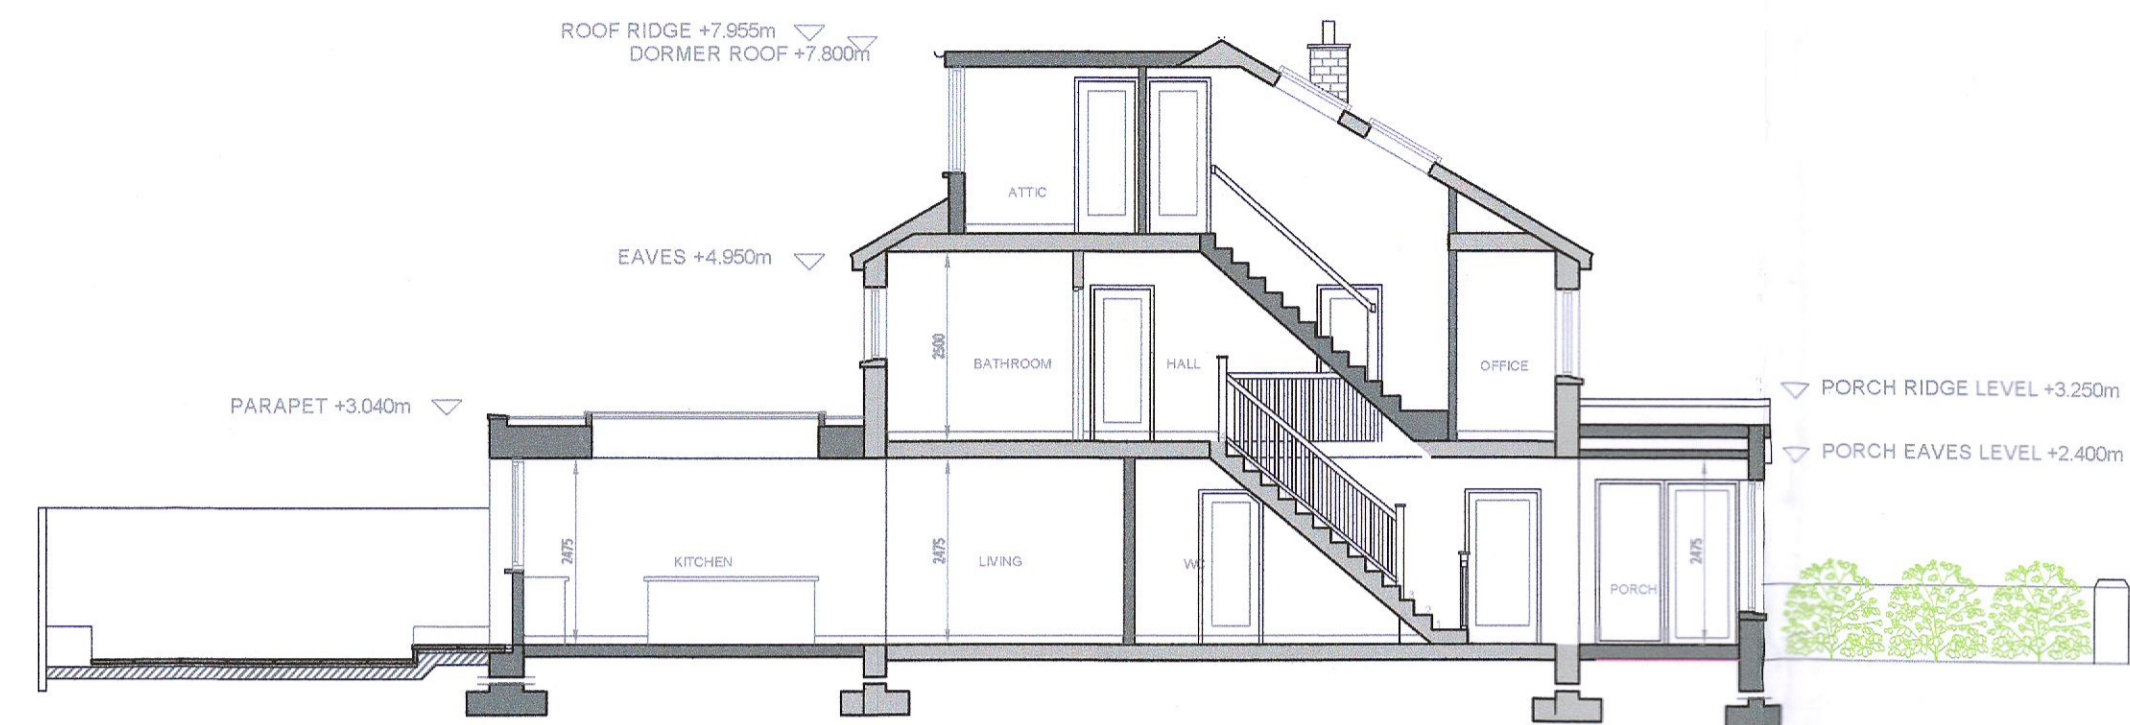 ROOF RIDGE +7.955m
DORMER ROOF +7.800m
ATTIC
EAVES +4.950m
2500
BATHROOM
HALL
OFFICE
PARAPET +3.040m
PORCH RIDGE LEVEL +3.250m
PORCH EAVES LEVEL +2.400m
2475
KITCHEN
2475
LIVING
WC
PORCH
2475